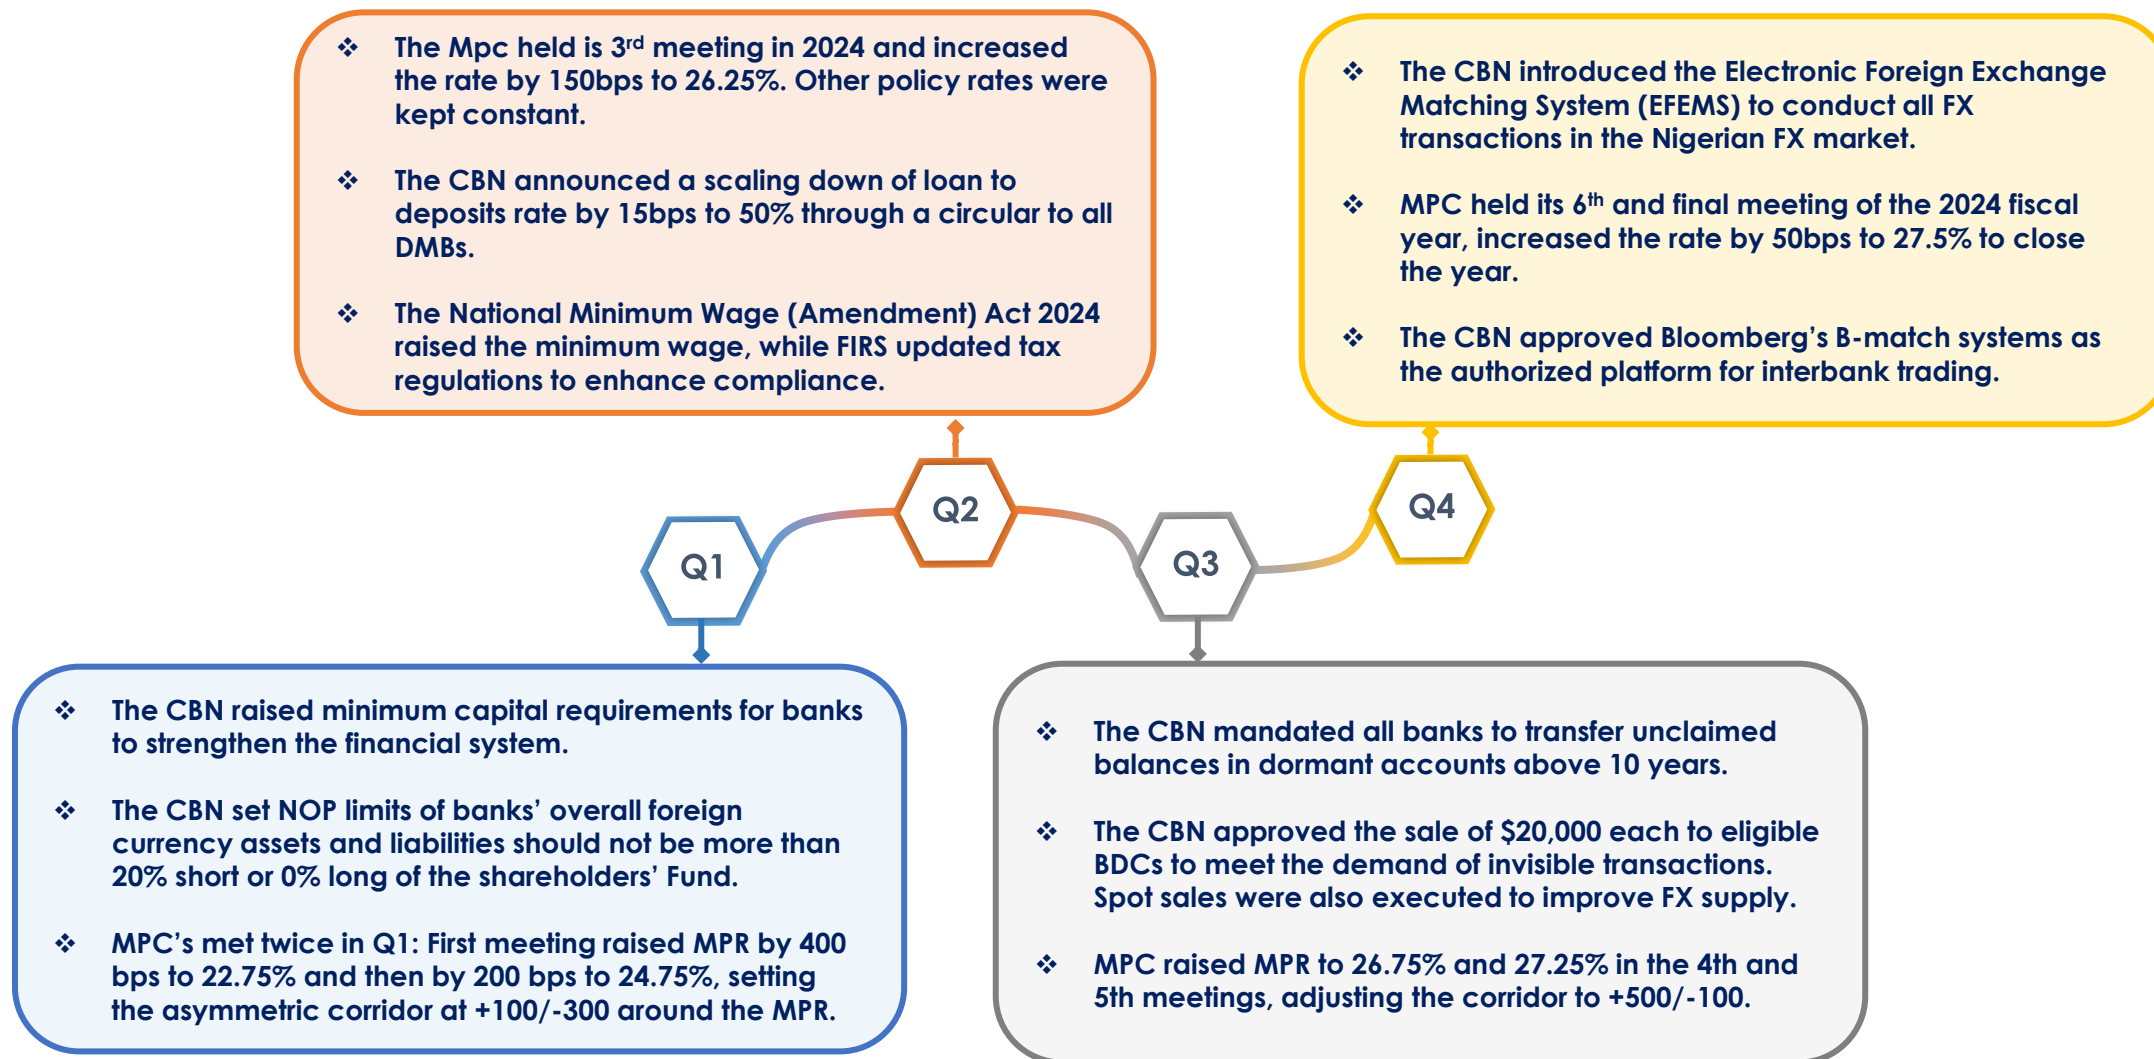 ❖ The Mpc held is 3rd meeting in 2024 and increased
the rate by 150bps to 26.25%. Other policy rates were
kept constant.
❖ The CBN announced a scaling down of loan to
deposits rate by 15bps to 50% through a circular to all
DMBs.
❖ The National Minimum Wage (Amendment) Act 2024
raised the minimum wage, while FIRS updated tax
regulations to enhance compliance.
❖ The CBN introduced the Electronic Foreign Exchange
Matching System (EFEMS) to conduct all FX
transactions in the Nigerian FX market.
❖ MPC held its 6th and final meeting of the 2024 fiscal
year, increased the rate by 50bps to 27.5% to close
the year.
❖ The CBN approved Bloomberg’s B-match systems as
the authorized platform for interbank trading.
Q1
Q2
Q3
Q4
❖ The CBN raised minimum capital requirements for banks
to strengthen the financial system.
❖ The CBN set NOP limits of banks’ overall foreign
currency assets and liabilities should not be more than
20% short or 0% long of the shareholders’ Fund.
❖ MPC’s met twice in Q1: First meeting raised MPR by 400
bps to 22.75% and then by 200 bps to 24.75%, setting
the asymmetric corridor at +100/-300 around the MPR.
❖ The CBN mandated all banks to transfer unclaimed
balances in dormant accounts above 10 years.
❖ The CBN approved the sale of $20,000 each to eligible
BDCs to meet the demand of invisible transactions.
Spot sales were also executed to improve FX supply.
❖ MPC raised MPR to 26.75% and 27.25% in the 4th and
5th meetings, adjusting the corridor to +500/-100.